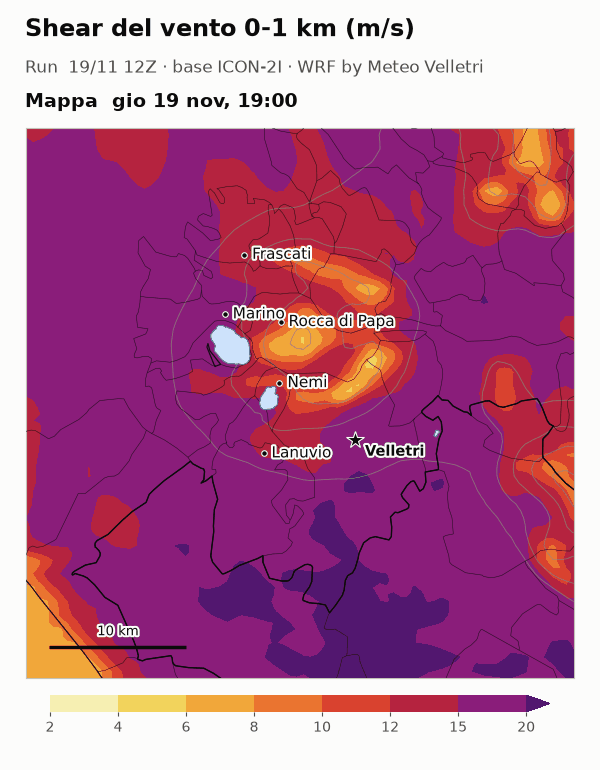 Shear del vento 0-1 km (m/s)
Run  19/11 12Z · base ICON-2I · WRF by Meteo Velletri
Mappa  gio 19 nov, 19:00
Frascati
Marino
Rocca di Papa
Nemi
Velletri
Lanuvio
10 km
2 4 6 8 10 12 15 20